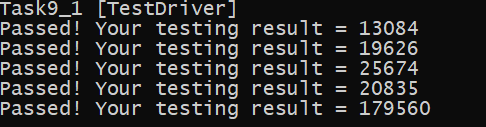 Task9_1 [TestDriver]
Passed! Your testing result = 13084
Passed! Your testing result = 19626
Passed! Your testing result = 25674
Passed! Your testing result = 20835
Passed! Your testing result = 179560